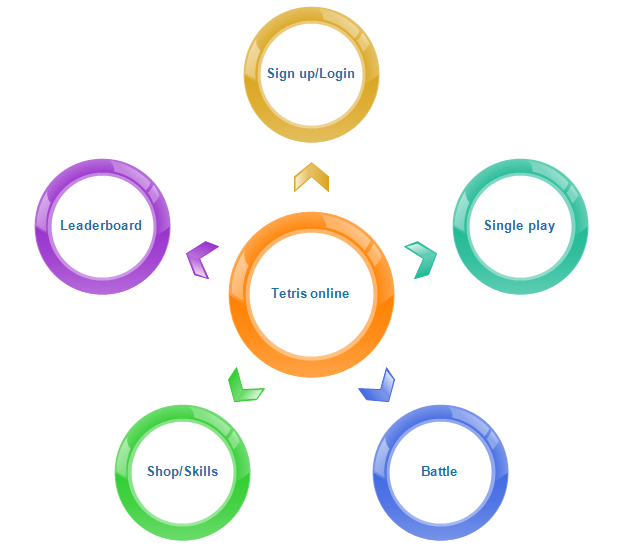 Sign up/Login
Leaderboard
Single play
Tetris online
Shop/Skills
Battle